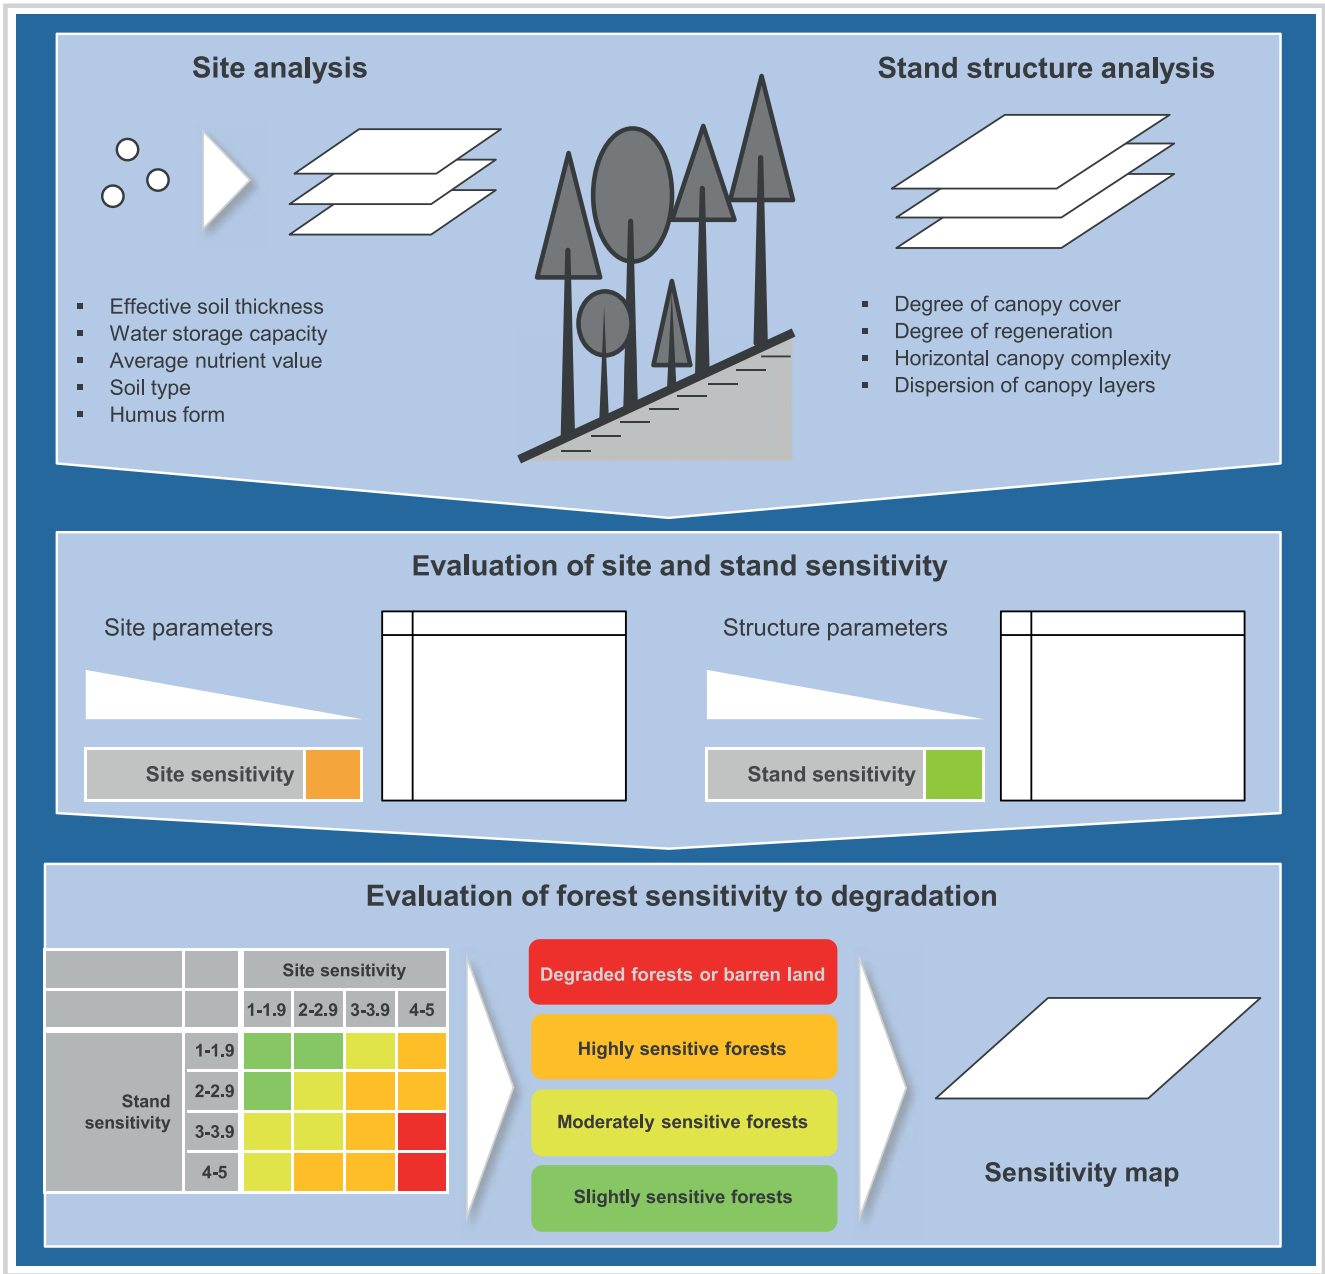 Site analysis
Stand structure analysis
▪ Effective soil thickness
▪ Water storage capacity
▪ Average nutrient value
▪ Soil type
▪ Humus form
▪ Degree of canopy cover
▪ Degree of regeneration
▪ Horizontal canopy complexity
▪ Dispersion of canopy layers
Evaluation of site and stand sensitivity
Site parameters
Site sensitivity
Structure parameters
Stand sensitivity
Evaluation of forest sensitivity to degradation
Site sensitivity
1-1.9 2-2.9 3-3.9 4-5
Stand
sensitivity
1-1.9
2-2.9
3-3.9
4-5
Degraded forests or barren land
Highly sensitive forests
Moderately sensitive forests
Slightly sensitive forests
Sensitivity map